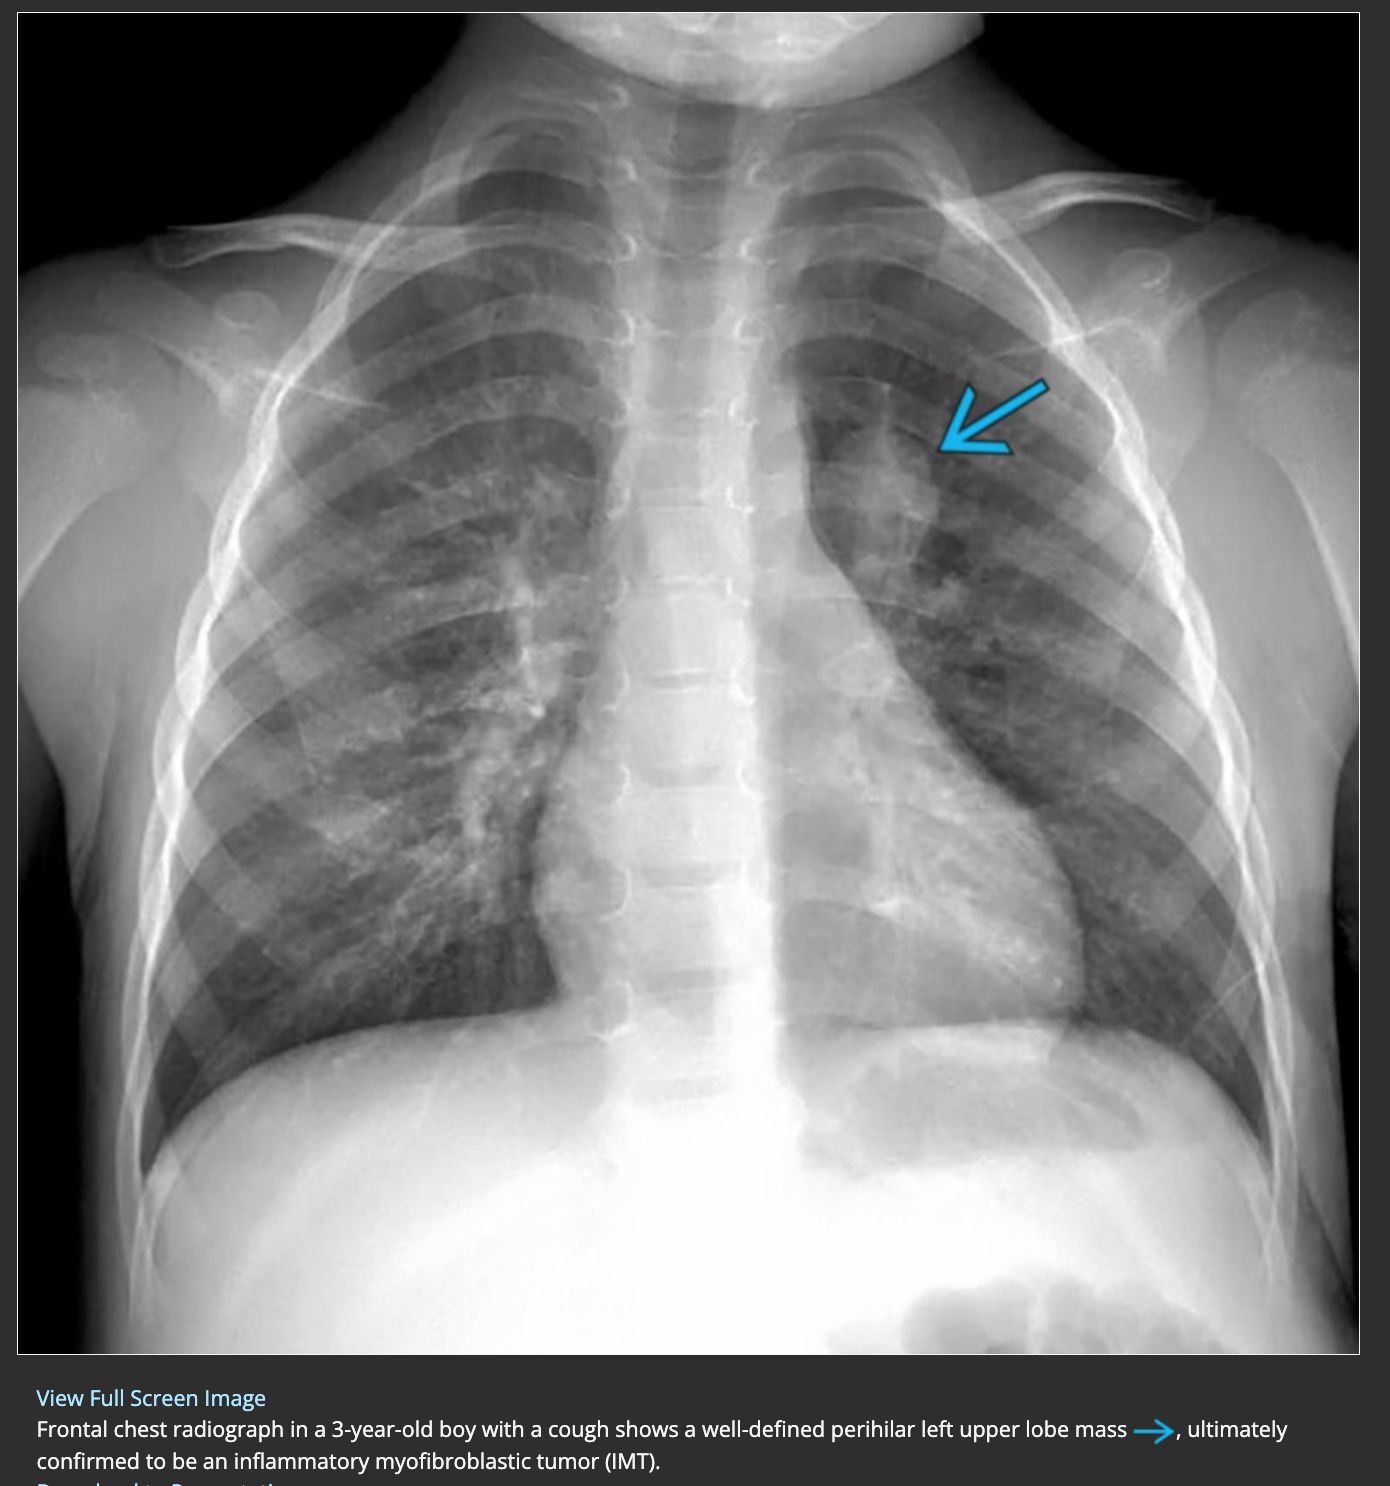 View Full Screen Image
Frontal chest radiograph in a 3-year-old boy with a cough shows a well-defined perihilar left upper lobe mass →, ultimately
confirmed to be an inflammatory myofibroblastic tumor (IMT).